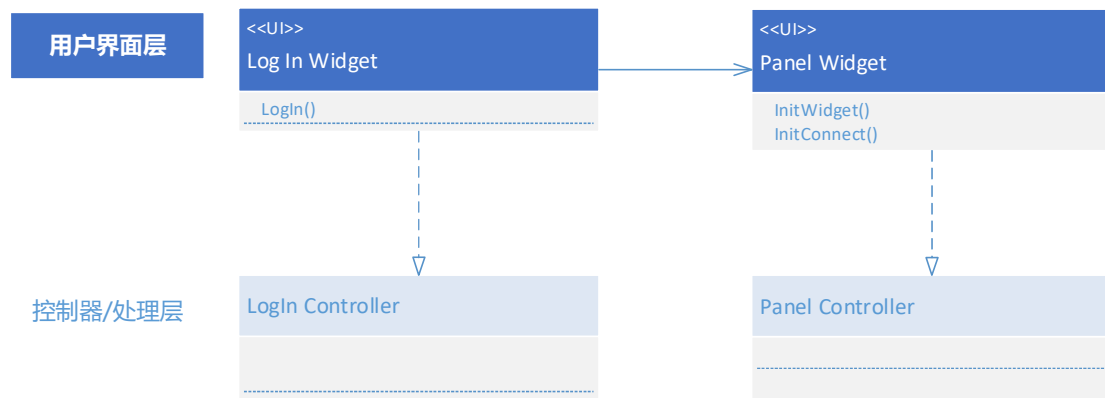 用户界面层
<<UI>>
Log In Widget
LogIn()
<<UI>>
Panel Widget
InitWidget()
InitConnect()
控制器/处理层
LogIn Controller
Panel Controller